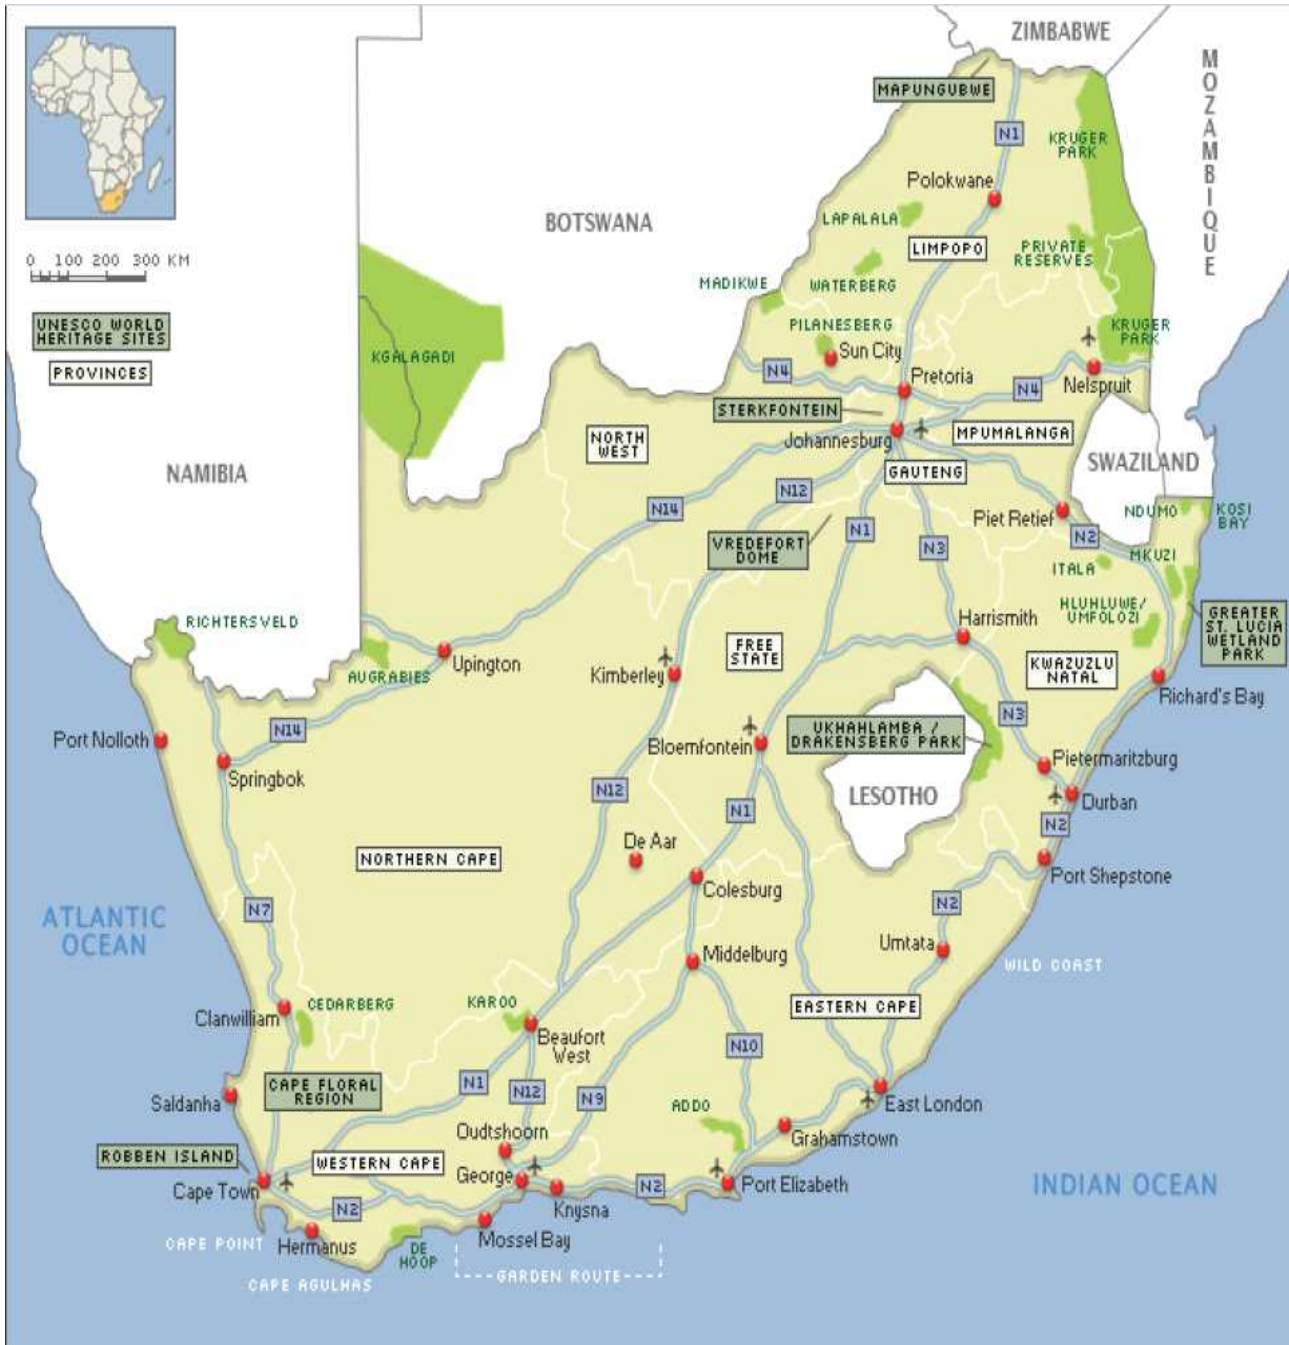 ZIMBABWE
MOZAMBIQUE
MAPUNGUBWE
N1
KRUGER
PARK
Polokwane
BOTSWANA
LAPALALA
LIMPOPO
PRIVATE
RESERVES
0 100 200 300 KM
MADIKWE
WATERBERG
UNESCO WORLD
HERITAGE SITES
PILANESBERG
KRUGER
PARK
KGALAGADI
Sun City
PROVINCES
N4
Pretoria
N4
Nelspruit
STERKFONTEIN
NORTH
WEST
Johannesburg
MPUMALANGA
NAMIBIA
GAUTENG
SWAZILAND
N12
N14
Piet Retief
NDUMO
KOSI
BAY
N1
N3
N2
VREDEFORT
DOME
MKUZI
ITALA
RICHTERSVELD
Harrismith
HLUHLUWE/
UMFOLOZI
GREATER
ST. LUCIA
WETLAND
PARK
FREE
STATE
Upington
AUGRABIES
Kimberley
KWAZUZLU
NATAL
Richard's Bay
N14
N3
Port Nolloth
Bloemfontein
UKHAHLAMBA /
DRAKENSBERG PARK
Springbok
Pietermaritzburg
N12
LESOTHO
Durban
N1
N2
De Aar
NORTHERN CAPE
Colesburg
Port Shepstone
N7
N2
ATLANTIC
OCEAN
Umtata
Middelburg
WILD COAST
CEDARBERG
KAROO
EASTERN CAPE
Clanwilliam
Beaufort
West
N10
CAPE FLORAL
REGION
N1
N12
N9
Saldanha
ADDO
East London
Oudtshoorn
Grahamstown
ROBBEN ISLAND
WESTERN CAPE
George
Cape Town
N2
Port Elizabeth
INDIAN OCEAN
N2
Knysna
CAPE POINT
Hermanus
DE
HOOP
Mossel Bay
CAPE AGULHAS
GARDEN ROUTE